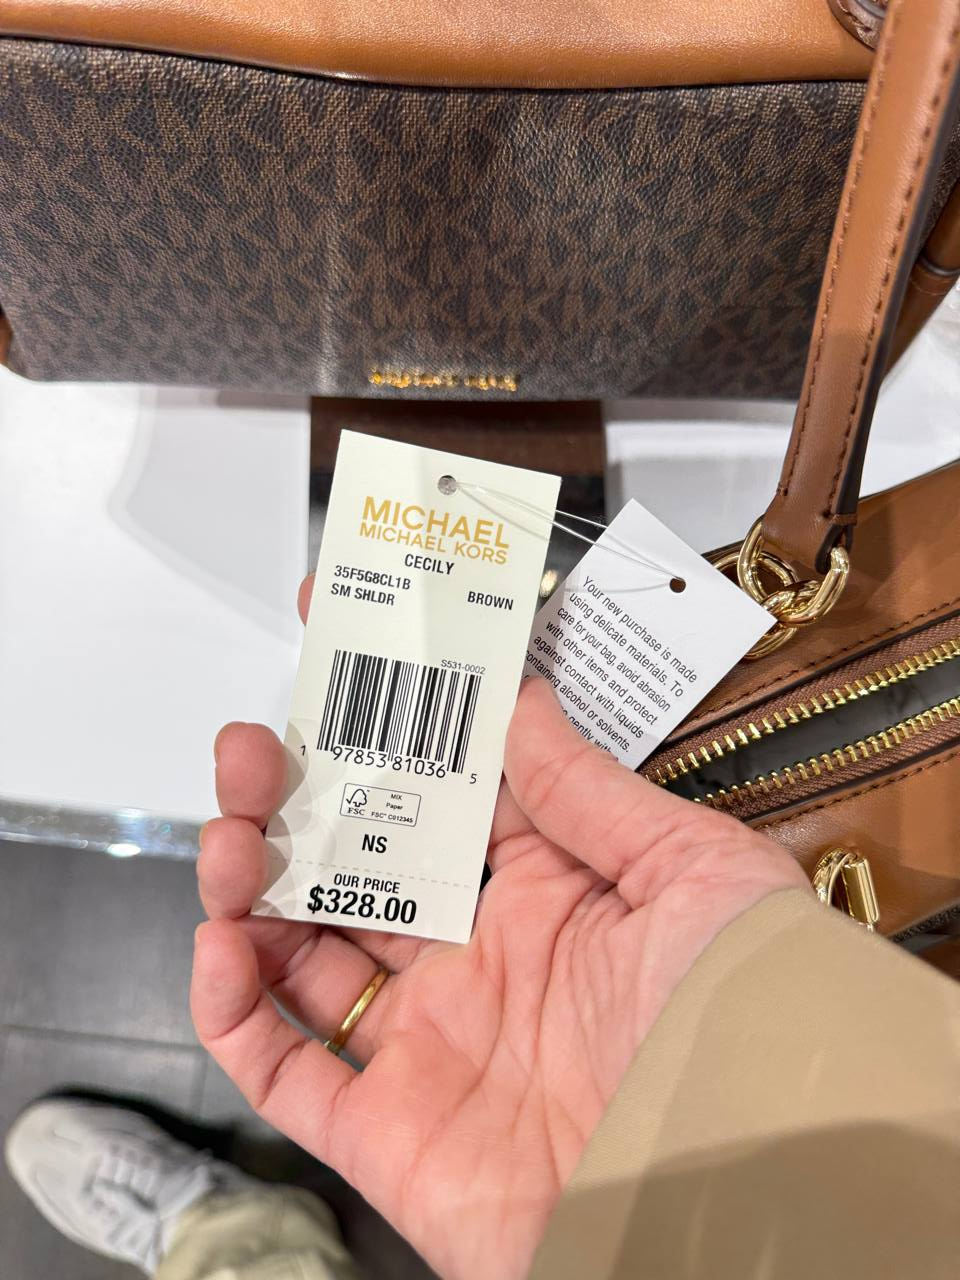 MICHAEL
MICHAEL KORS
CECILY
35F5G8CL1B
SM SHLDR BROWN
S531-0002
1 97853 81036 5
FSC
MIX
Paper
FSC® C012345
NS
OUR PRICE
$328.00
Your new purchase is made
using delicate materials. To
care for your bag, avoid abrasion
with other items and protect
against contact with liquids
containing alcohol or solvents.
gently with